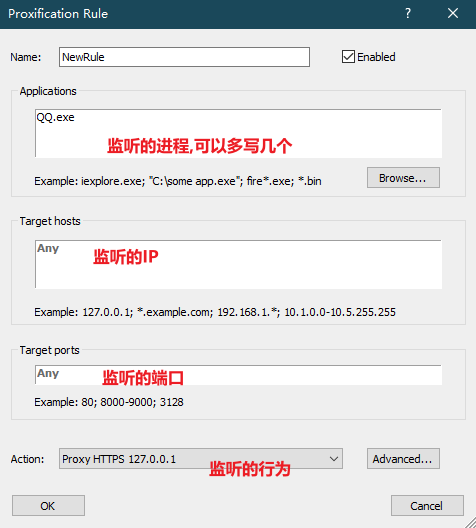 Proxification Rule
?
Name:
NewRule
Enabled
Applications
QQ.exe
监听的进程,可以多写几个
Example: iexplore.exe; "C:\some app.exe"; fire*.exe; *.bin
Browse...
Target hosts
Any
监听的IP
Example: 127.0.0.1; *.example.com; 192.168.1.*; 10.1.0.0-10.5.255.255
Target ports
Any
监听的端口
Example: 80; 8000-9000; 3128
Action:
Proxy HTTPS 127.0.0.1
监听的行为
Advanced...
OK
Cancel